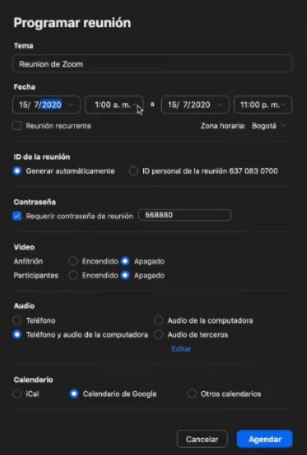 Programar reunión
Tema
Reunion de Zoom
Fecha
15/ 7/2020 1:00 a. m. a 15/ 7/2020 11:00 p. m.
Reunión recurrente Zona horaria: Bogotá
ID de la reunión
Generar automáticamente ID personal de la reunión 637 083 0700
Contraseña
Requerir contraseña de reunión 668880
Video
Anfitrión Encendido Apagado
Participantes Encendido Apagado
Audio
Teléfono Audio de la computadora
Teléfono y audio de la computadora Audio de terceros
Editar
Calendario
iCal Calendario de Google Otros calendarios
Cancelar Agendar